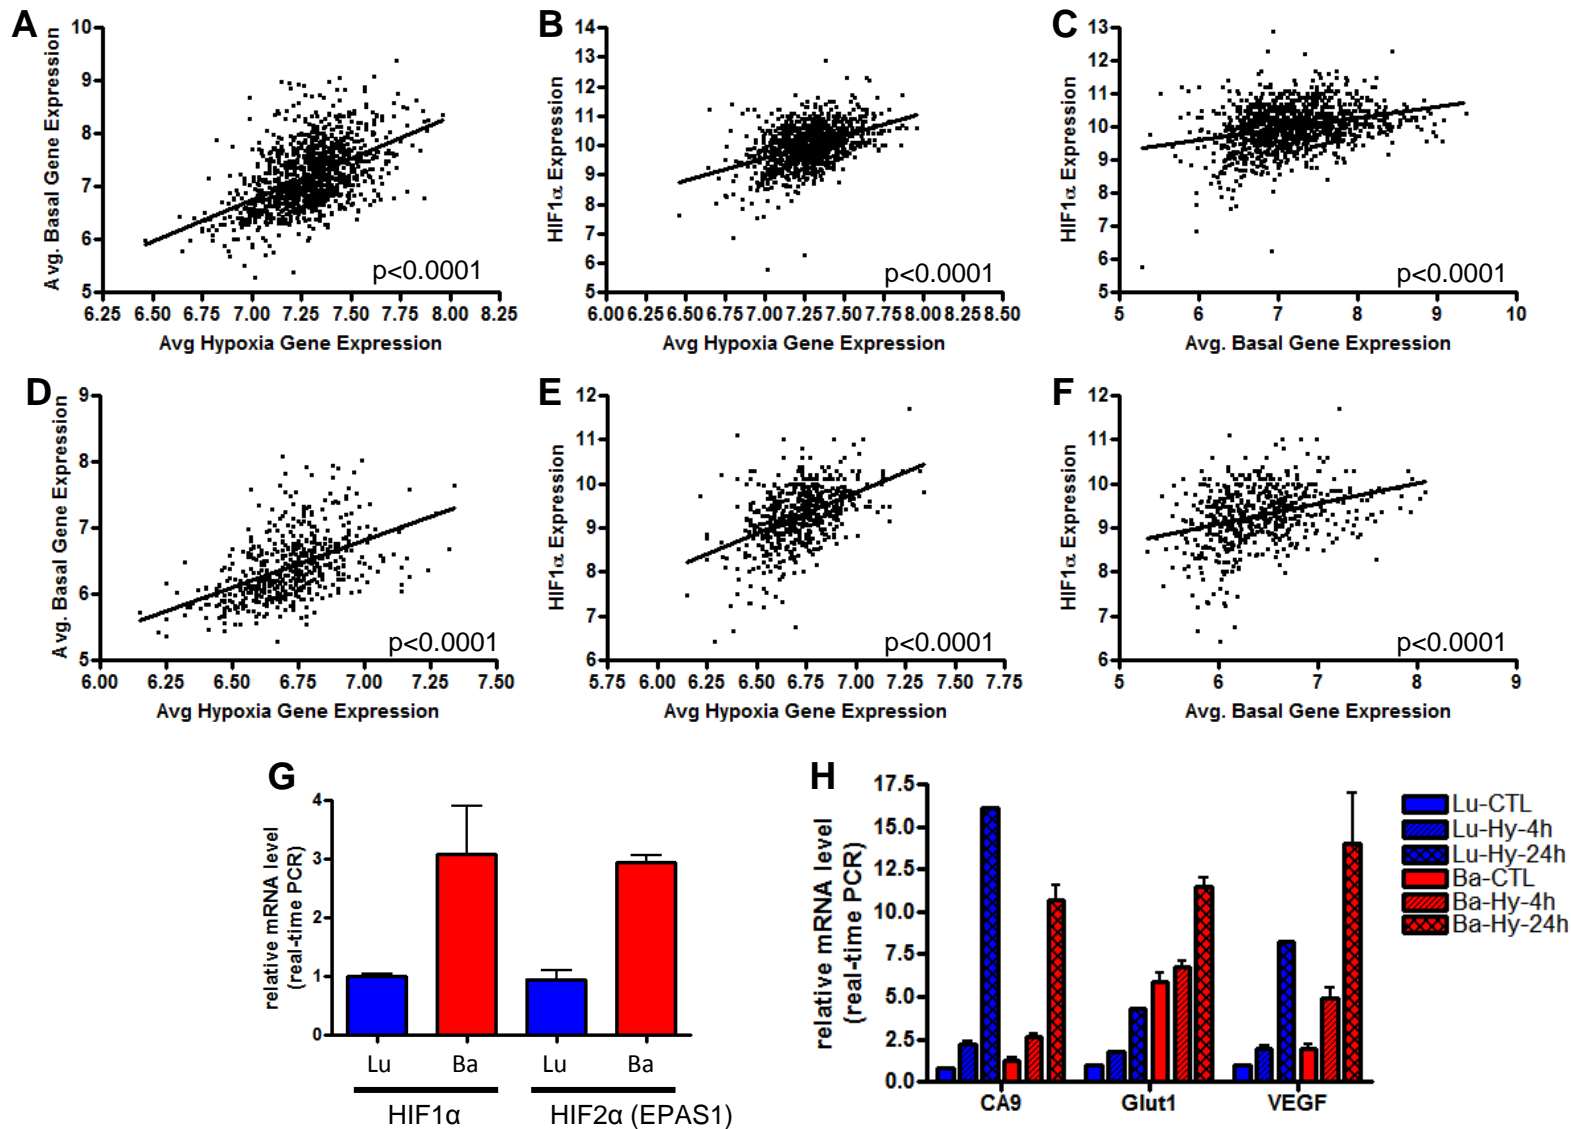 A
10
9
8
7
6
5
Avg. Basal Gene Expression
6.25 6.50 6.75 7.00 7.25 7.50 7.75 8.00 8.25
Avg Hypoxia Gene Expression
p<0.0001
B
14
13
12
11
10
9
8
7
6
5
HIF1α Expression
6.00 6.25 6.50 6.75 7.00 7.25 7.50 7.75 8.00 8.25 8.50
Avg Hypoxia Gene Expression
p<0.0001
C
13
12
11
10
9
8
7
6
5
HIF1α Expression
5 6 7 8 9 10
Avg. Basal Gene Expression
p<0.0001
D
9
8
7
6
5
Avg. Basal Gene Expression
6.00 6.25 6.50 6.75 7.00 7.25 7.50
Avg Hypoxia Gene Expression
p<0.0001
E
12
11
10
9
8
7
6
HIF1α Expression
5.75 6.00 6.25 6.50 6.75 7.00 7.25 7.50 7.75
Avg Hypoxia Gene Expression
p<0.0001
F
12
11
10
9
8
7
6
HIF1α Expression
5 6 7 8 9
Avg. Basal Gene Expression
p<0.0001
G
4
3
2
1
0
relative mRNA level
(real-time PCR)
Lu Ba Lu Ba
HIF1α HIF2α (EPAS1)
H
17.5
15.0
12.5
10.0
7.5
5.0
2.5
0.0
relative mRNA level
(real-time PCR)
CA9 Glut1 VEGF
Lu-CTL
Lu-Hy-4h
Lu-Hy-24h
Ba-CTL
Ba-Hy-4h
Ba-Hy-24h